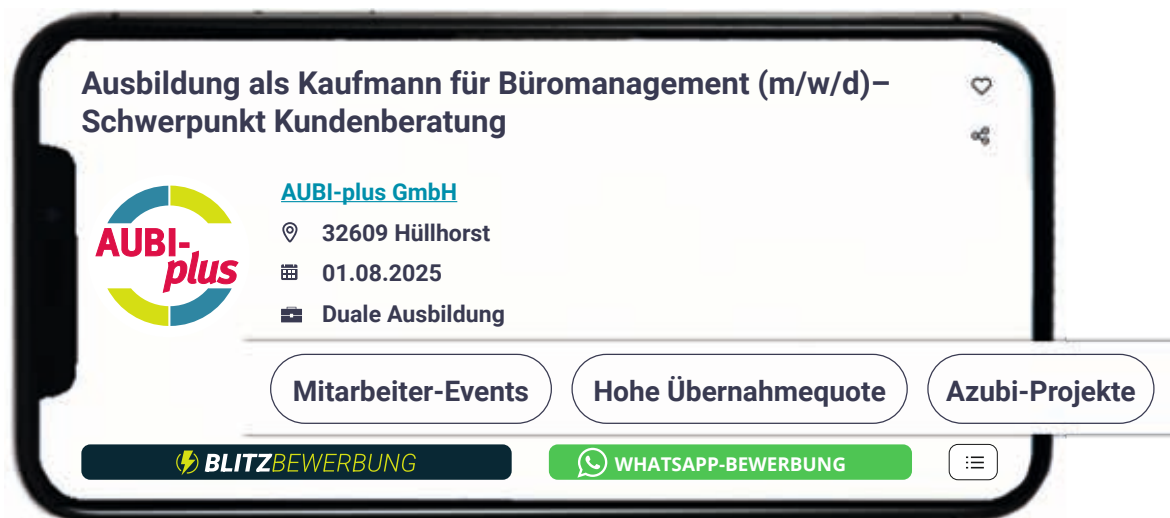 Ausbildung als Kaufmann für Büromanagement (m/w/d)–
Schwerpunkt Kundenberatung
AUBI-
plus
AUBI-plus GmbH
32609 Hüllhorst
01.08.2025
Duale Ausbildung
Mitarbeiter-Events
Hohe Übernahmequote
Azubi-Projekte
BLITZBEWERBUNG
WHATSAPP-BEWERBUNG